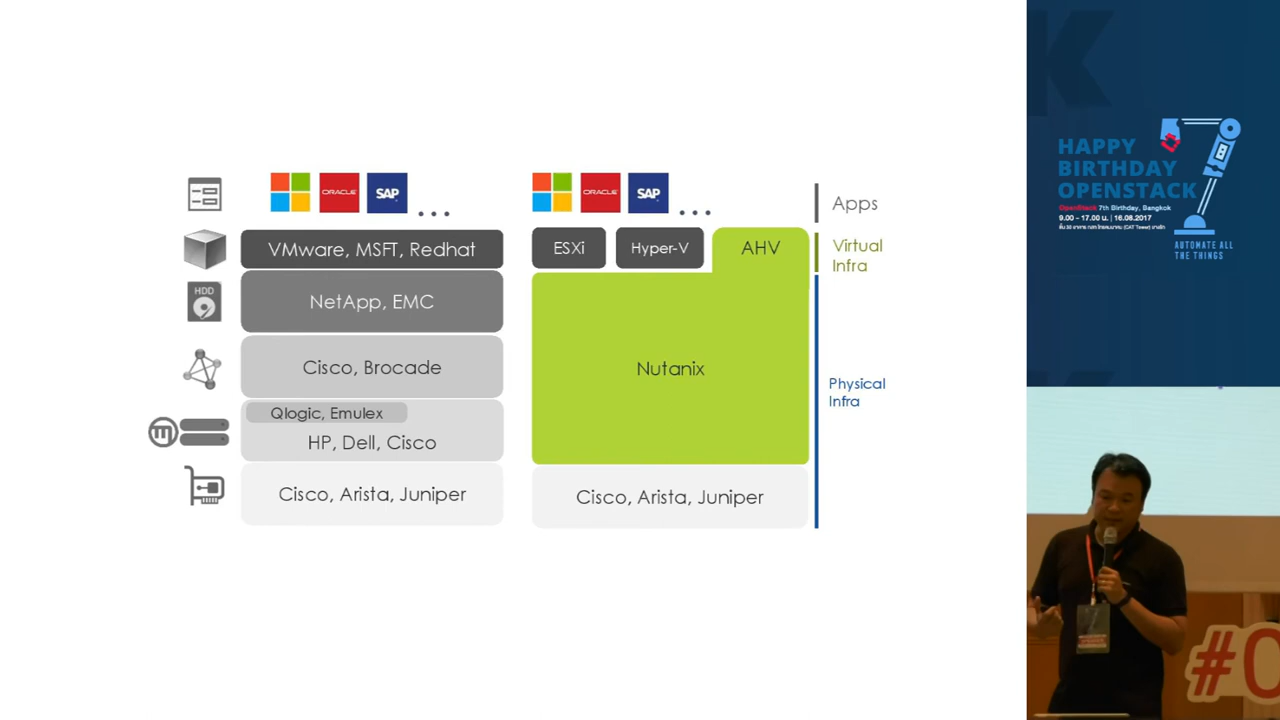 ORACLE
SAP
...
VMware, MSFT, Redhat
HDD
NetApp, EMC
Cisco, Brocade
Qlogic, Emulex
HP, Dell, Cisco
Cisco, Arista, Juniper
ORACLE
SAP
...
ESXi
Hyper-V
AHV
Nutanix
Cisco, Arista, Juniper
Apps
Virtual
Infra
Physical
Infra
HAPPY
BIRTHDAY
OPENSTACK
OpenStack 7th Birthday, Bangkok
9.00 - 17.00 น. | 16.08.2017
AUTOMATE ALL
THE THINGS
#O